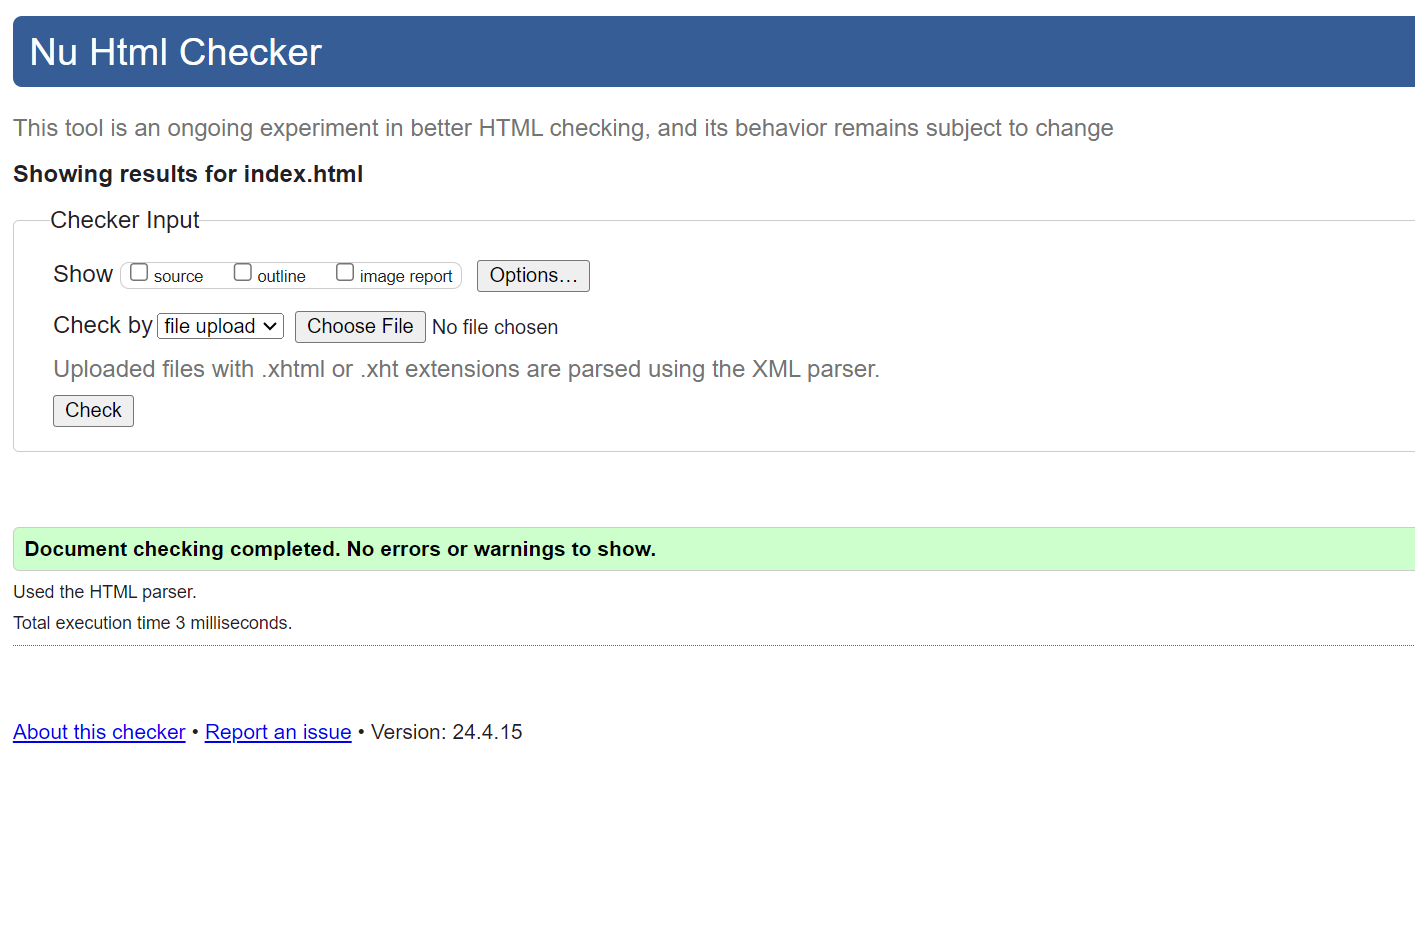 Nu Html Checker
This tool is an ongoing experiment in better HTML checking, and its behavior remains subject to change
Showing results for index.html
Checker Input
Show source outline image report Options...
Check by file upload Choose File No file chosen
Uploaded files with .xhtml or .xht extensions are parsed using the XML parser.
Check
Document checking completed. No errors or warnings to show.
Used the HTML parser.
Total execution time 3 milliseconds.
About this checker • Report an issue • Version: 24.4.15